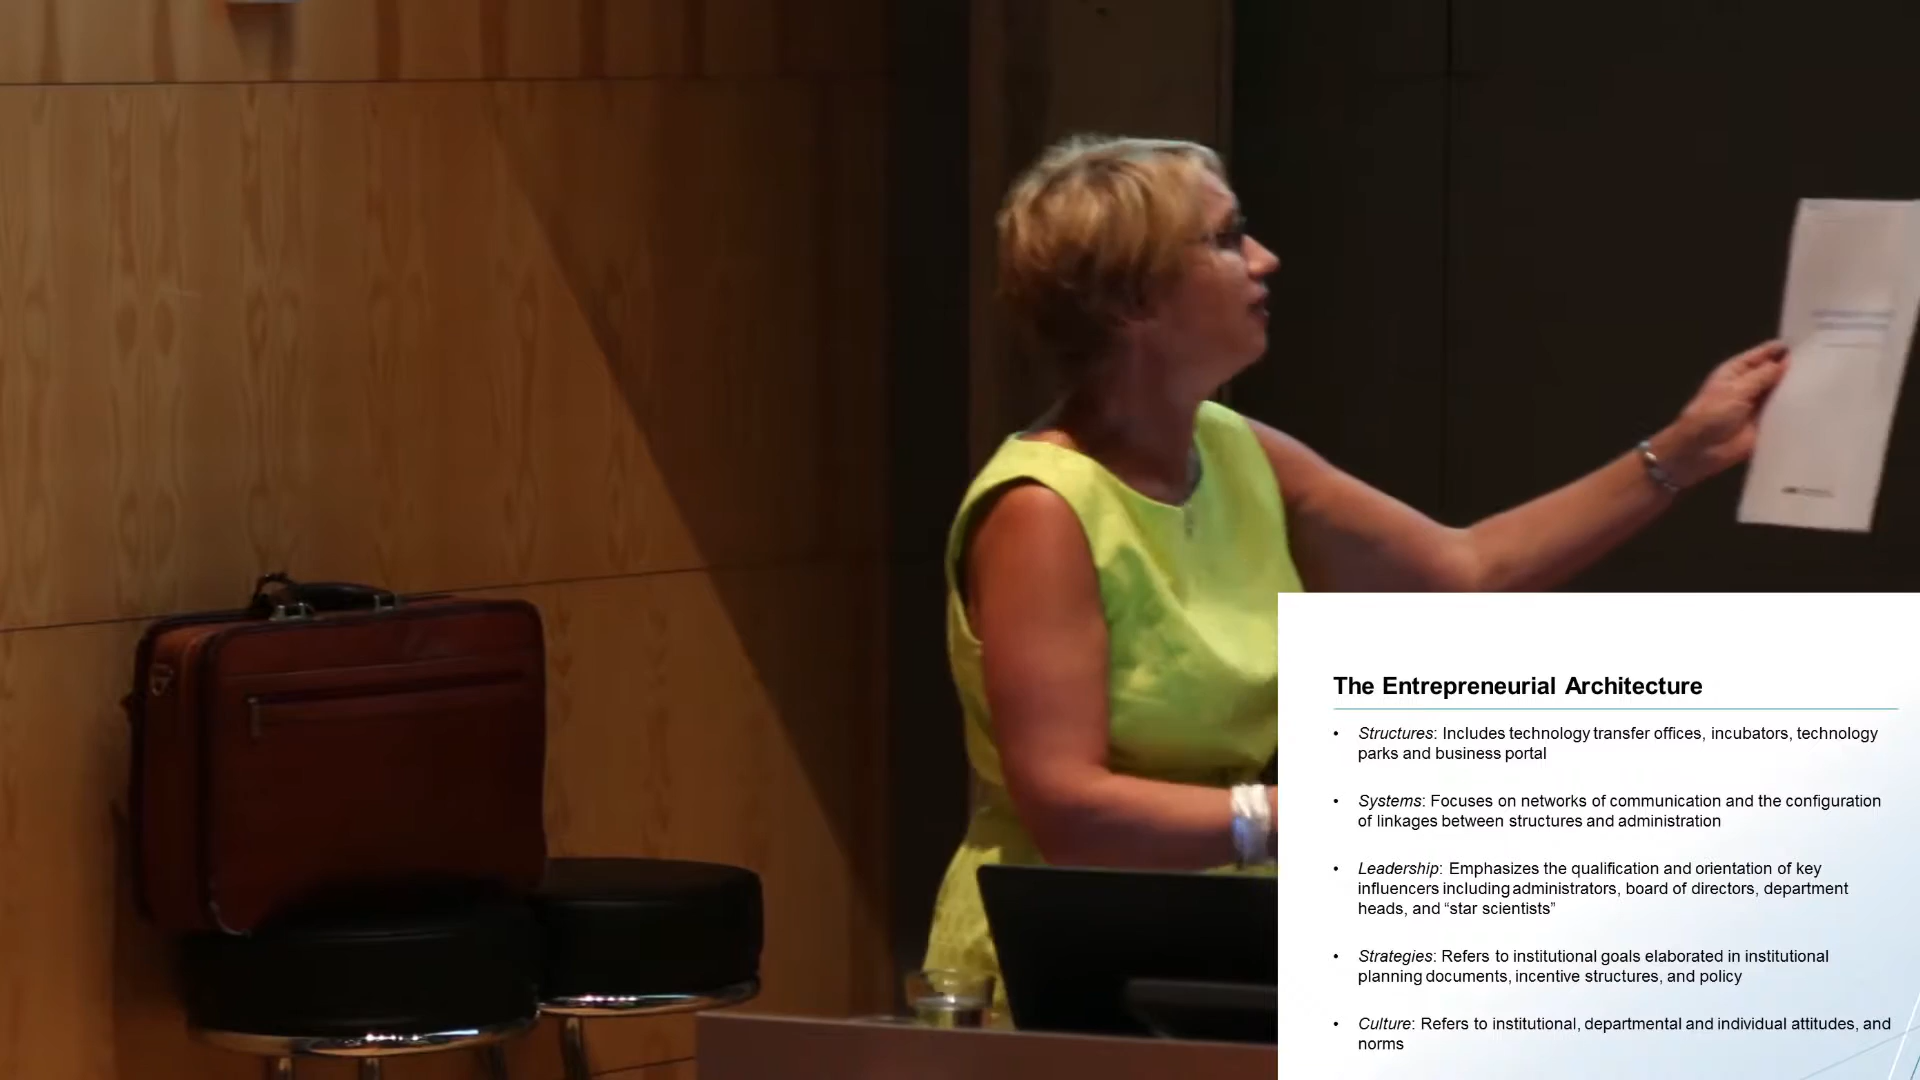 The Entrepreneurial Architecture
• Structures: Includes technology transfer offices, incubators, technology
parks and business portal
• Systems: Focuses on networks of communication and the configuration
of linkages between structures and administration
• Leadership: Emphasizes the qualification and orientation of key
influencers including administrators, board of directors, department
heads, and “star scientists”
• Strategies: Refers to institutional goals elaborated in institutional
planning documents, incentive structures, and policy
• Culture: Refers to institutional, departmental and individual attitudes, and
norms